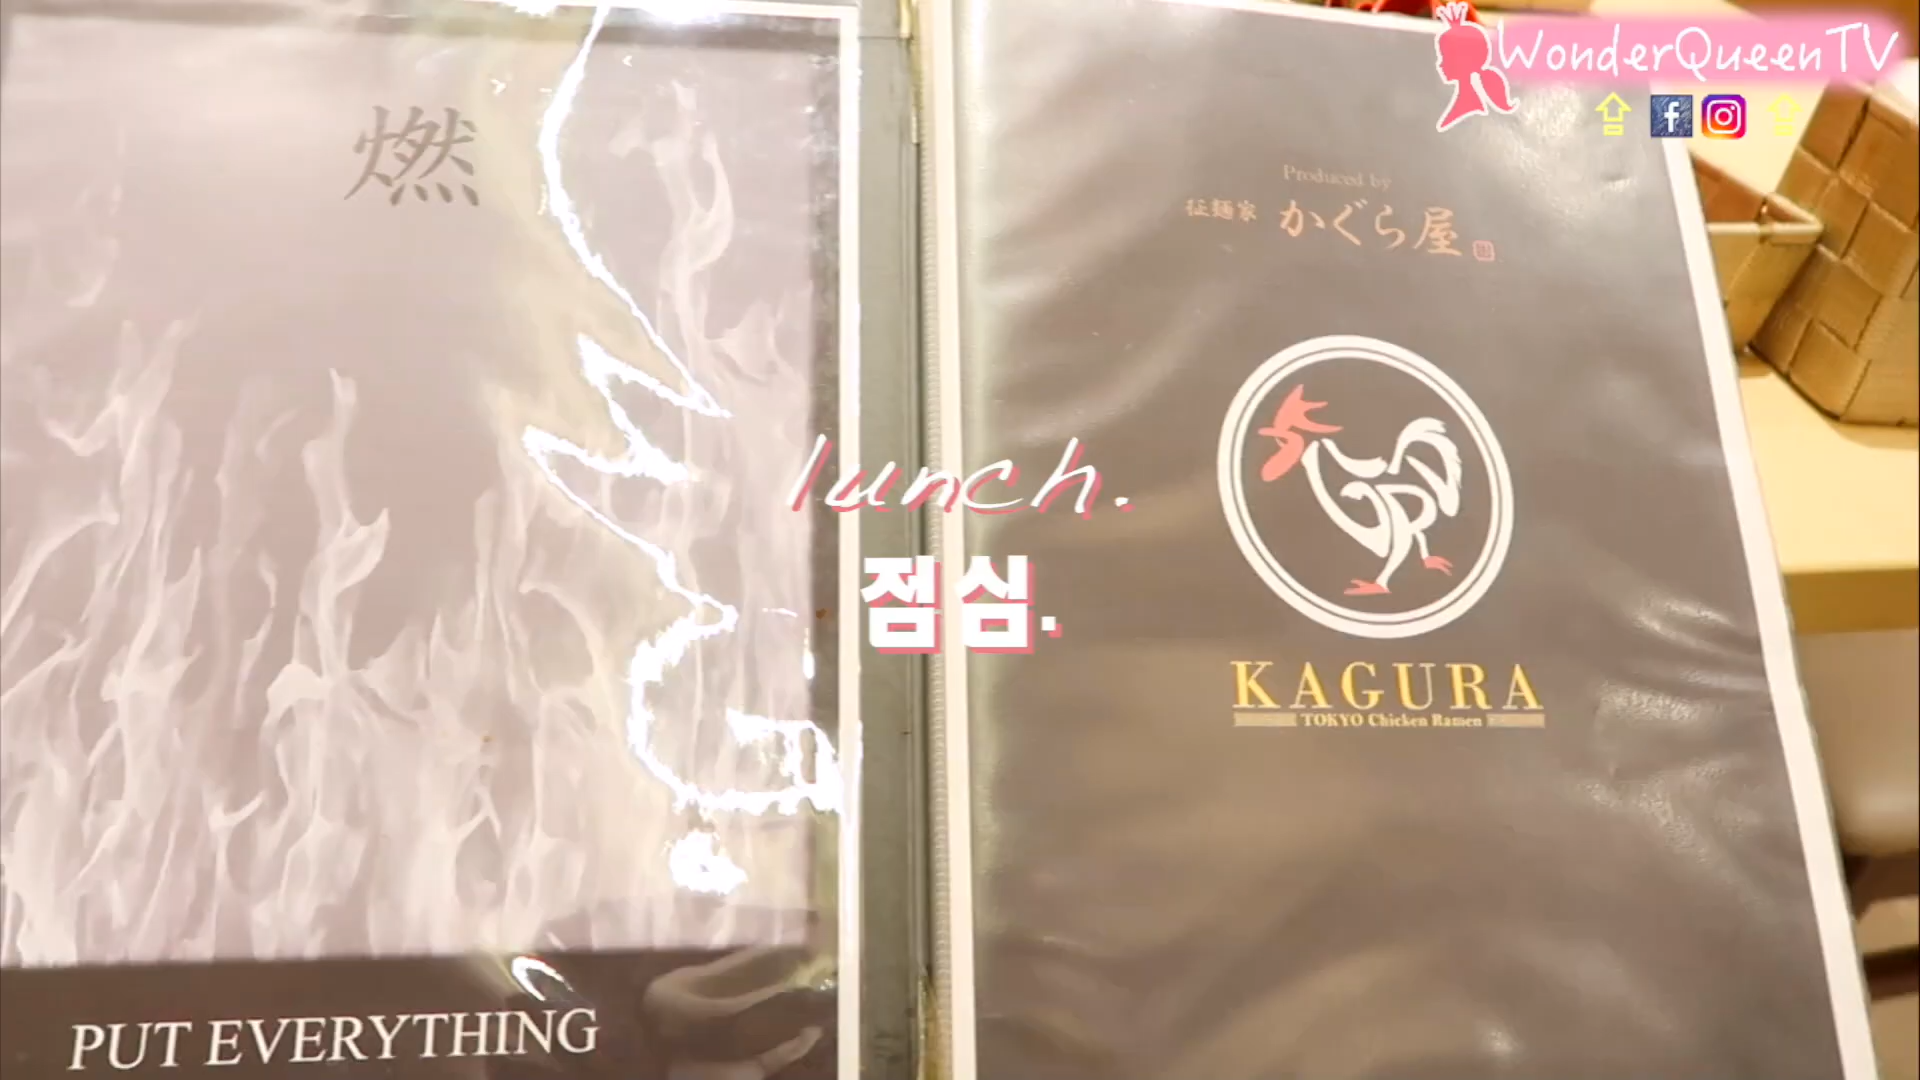 WonderQueenTV
燃
Produced by
征麺家 かぐら屋
lunch.
점심.
KAGURA
TOKYO Chicken Ramen
PUT EVERYTHING